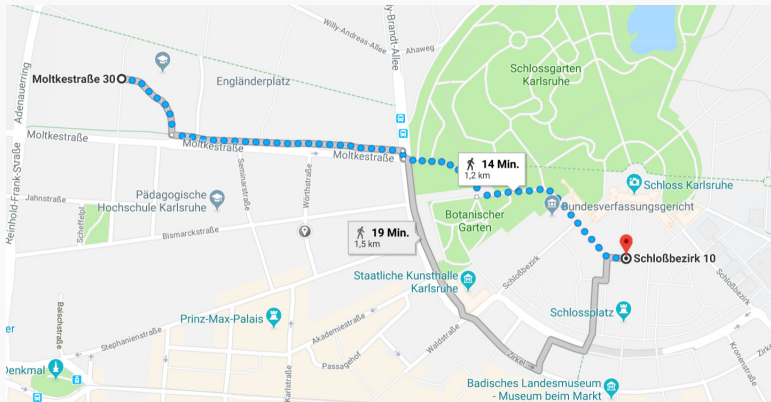 Willy-Andreas-Allee
Ahaweg
Willy-Brandt-Allee
Adenauerring
Moltkestraße 30
Engländerplatz
Schlossgarten
Karlsruhe
Moltkestraße
Moltkestraße
Moltkestraße
14 Min.
1,2 km
Reinhold-Frank-Straße
Seminarstraße
Wörthstraße
Schloss Karlsruhe
Jahnstraße
Scheffelpl.
Pädagogische
Hochschule Karlsruhe
Bundesverfassungsgericht
Botanischer
Garten
Bismarckstraße
19 Min.
1,5 km
Schloßbezirk
Schloßbezirk 10
Schloßbezirk
Staatliche Kunsthalle
Karlsruhe
Baischstraße
Stephanienstraße
Prinz-Max-Palais
Akademiestraße
Waldstraße
Schlossplatz
er
Passagehof
Zirkel
Zirkel
Kronenstraße
Denkmal
Karlstraße
Badisches Landesmuseum
- Museum beim Markt